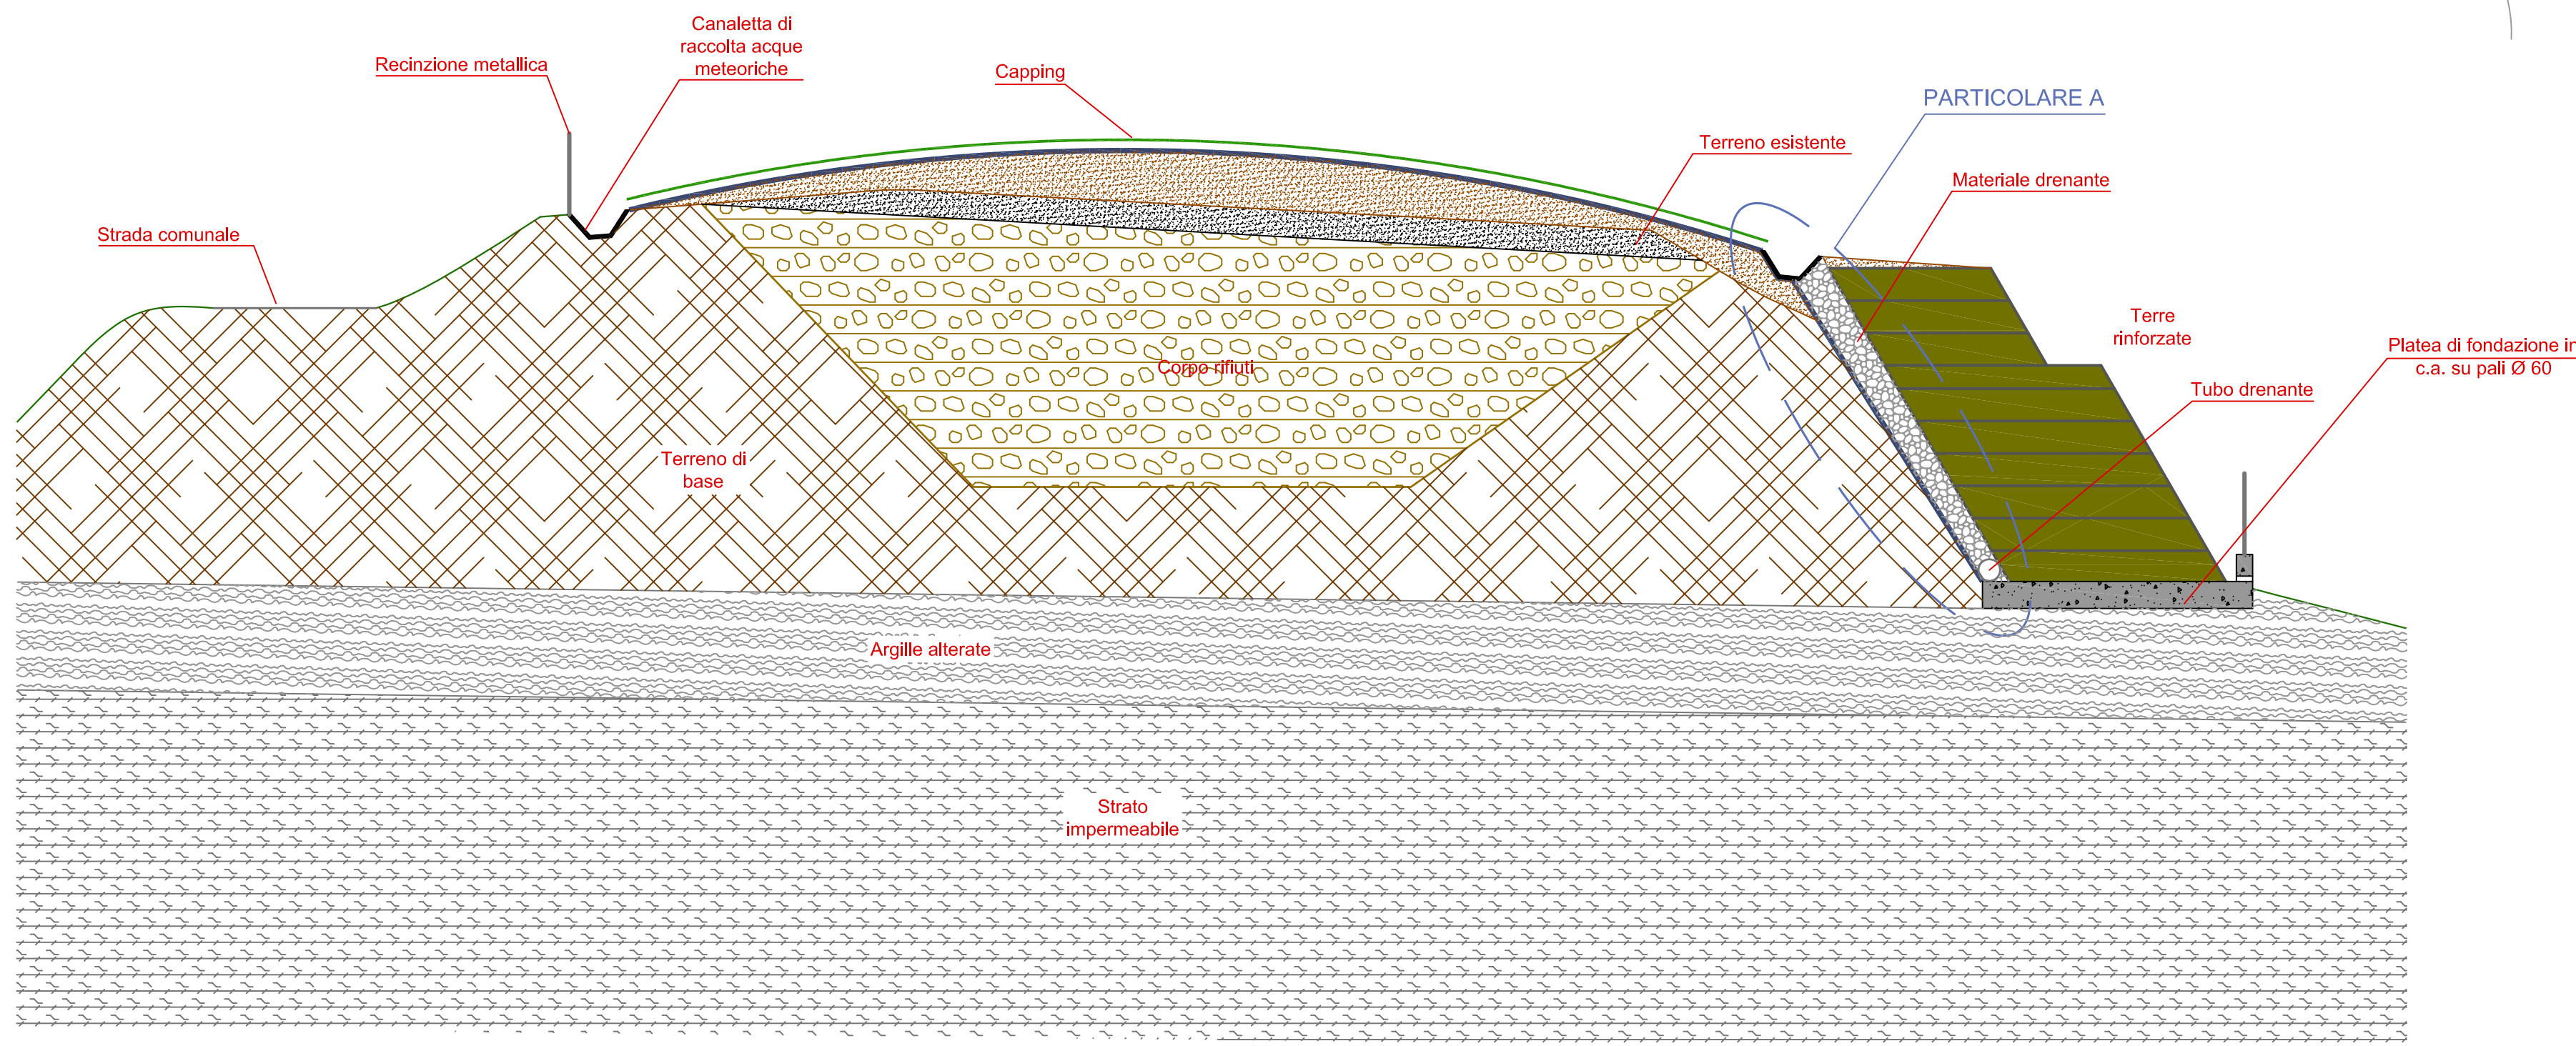 Canaletta di
raccolta acque
meteoriche
Recinzione metallica
Capping
PARTICOLARE A
Terreno esistente
Materiale drenante
Strada comunale
Terre
rinforzate
Platea di fondazione in
c.a. su pali Ø 60
Corpo rifiuti
Tubo drenante
Terreno di
base
Argille alterate
Strato
impermeabile